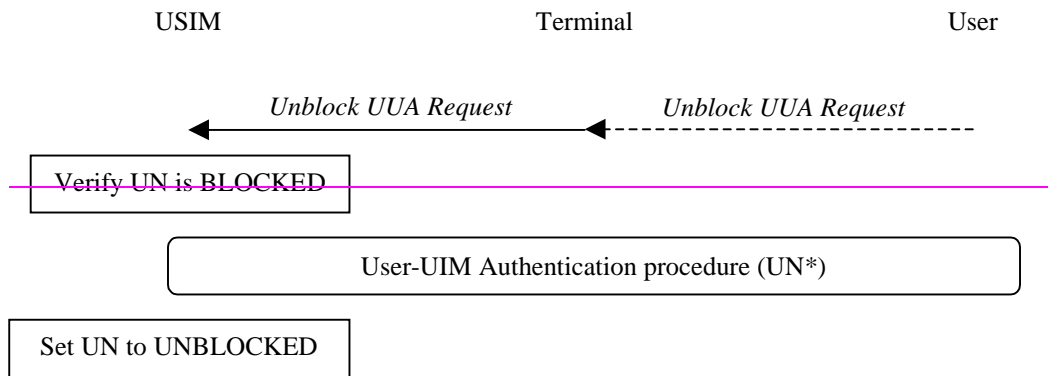 USIM Terminal User
Unblock UUA Request Unblock UUA Request
Verify UN is BLOCKED
User-UIM Authentication procedure (UN*)
Set UN to UNBLOCKED